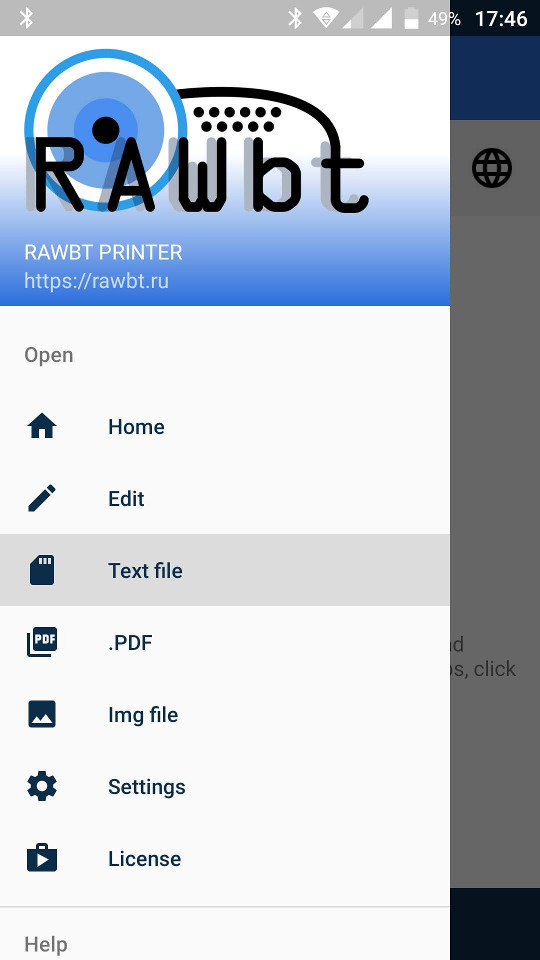 49% 17:46
RAWbt
RAWBT PRINTER
https://rawbt.ru
Open
Home
Edit
Text file
PDF .PDF
Img file
click
Settings
License
Help